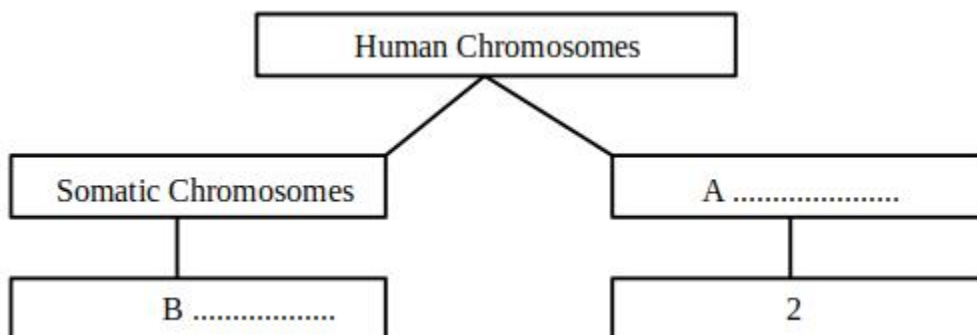 Human Chromosomes
Somatic Chromosomes
A .....................
B ..................
2